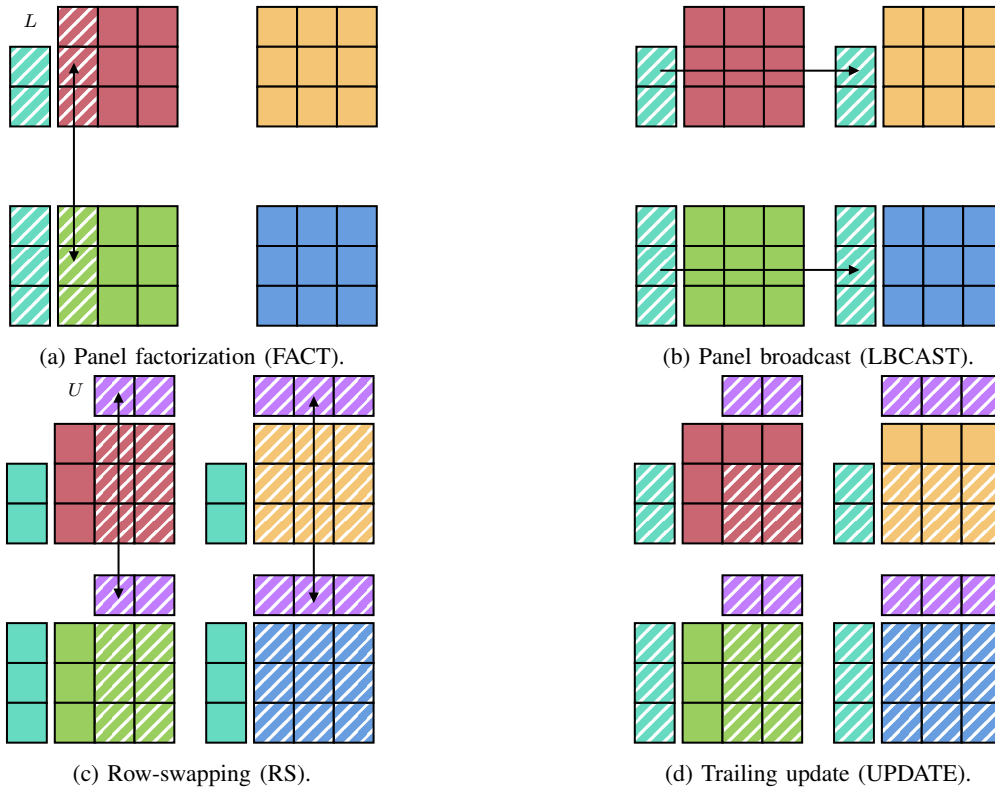 L
(a) Panel factorization (FACT).
(b) Panel broadcast (LBCAST).
U
(c) Row-swapping (RS).
(d) Trailing update (UPDATE).